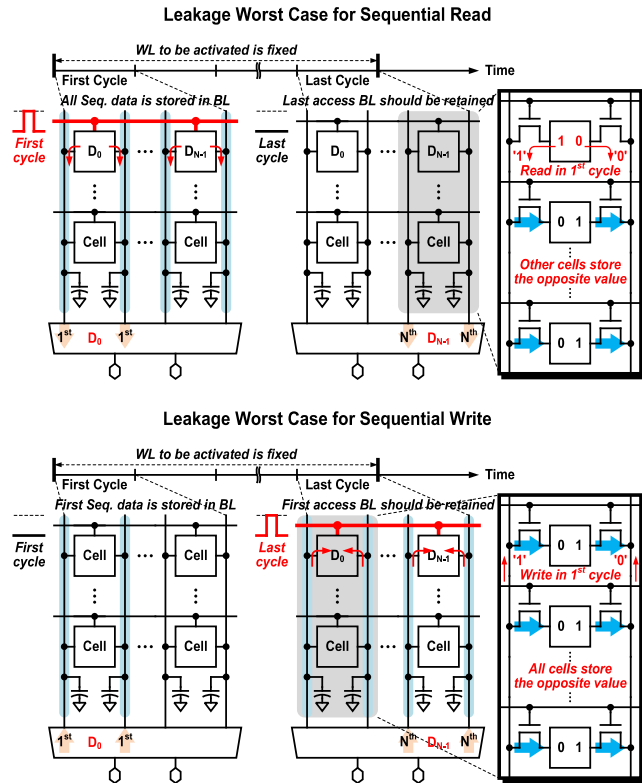 Leakage Worst Case for Sequential Read
WL to be activated is fixed
Time
First Cycle
Last Cycle
All Seq. data is stored in BL
Last access BL should be retained
First cycle
D0
DN-1
Cell
Cell
1st
D0
1st
Last cycle
D0
DN-1
Cell
Cell
Nth
DN-1
Nth
1 0
'1'
'0'
Read in 1st cycle
0 1
Other cells store
the opposite value
0 1
Leakage Worst Case for Sequential Write
WL to be activated is fixed
Time
First Cycle
Last Cycle
First Seq. data is stored in BL
First access BL should be retained
First cycle
Cell
Cell
Cell
Cell
1st
D0
1st
Last cycle
D0
DN-1
Cell
Cell
Nth
DN-1
Nth
0 1
'1'
'0'
Write in 1st cycle
0 1
All cells store
the opposite value
0 1